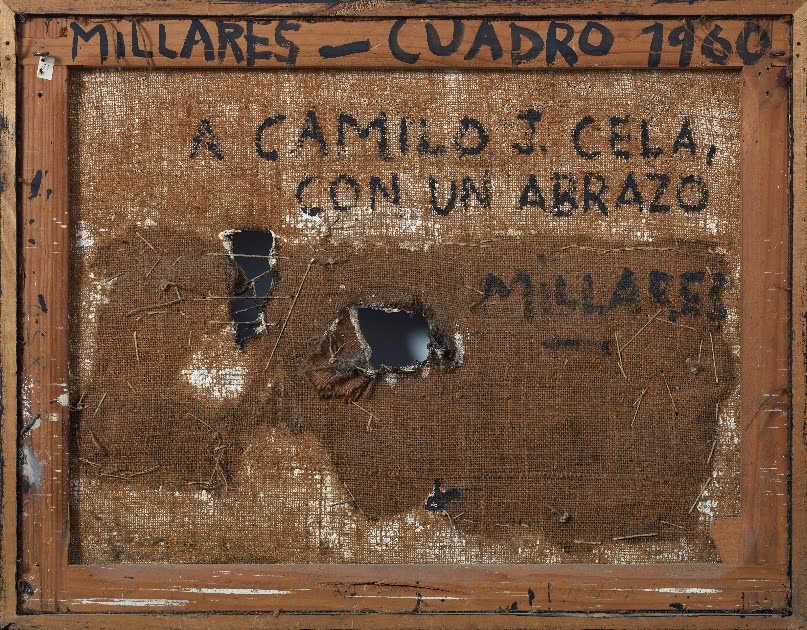 MILLARES — CUADRO 1960
A CAMILO J. CELA,
CON UN ABRAZO
MILLARES